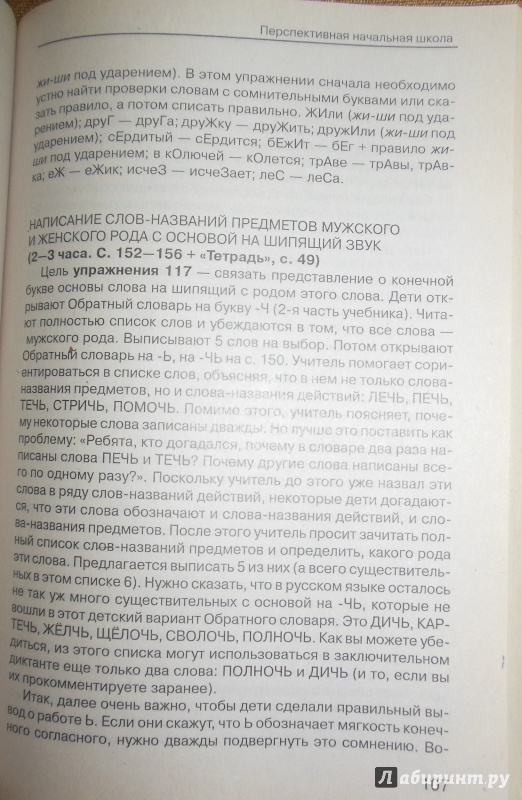 Перспективная начальная школа
жи-ши под ударением). В этом упражнении сначала необходимо
устно найти проверки словам с сомнительными буквами или ска-
зать правило, а потом списать правильно. ЖИли (жи-ши под уда-
рением); друГ — друГа; друЖку — друЖить; дружИли (жи-ши под
ударением); сЕрдитый — сЕрдится; бЕжИт — бЕг + правило жи-
ши под ударением; в кОлючей — кОлется; трАве — трАвы, трАв-
ка; еЖ — еЖик; исчеЗ — исчеЗает; леС — леСа.
НАПИСАНИЕ СЛОВ-НАЗВАНИЙ ПРЕДМЕТОВ МУЖСКОГО
И ЖЕНСКОГО РОДА С ОСНОВОЙ НА ШИПЯЩИЙ ЗВУК
(2–3 часа. С. 152–156 + «Тетрадь», с. 49)
Цель упражнения 117 — связать представление о конечной
букве основы слова на шипящий с родом этого слова. Дети отк-
рывают Обратный словарь на букву -Ч (2-я часть учебника). Чита-
ют полностью список слов и убеждаются в том, что все слова —
мужского рода. Выписывают 5 слов на выбор. Потом открывают
Обратный словарь на -Ь, на -ЧЬ на с. 150. Учитель помогает сори-
ентироваться в списке слов, объясняя, что в нем не только слова-
названия предметов, но и слова-названия действий: ЛЕЧЬ, ПЕЧЬ,
ТЕЧЬ, СТРИЧЬ, ПОМОЧЬ. Помимо этого, учитель поясняет, поче-
му некоторые слова записаны дважды. Но лучше это поставить как
проблему: «Ребята, кто догадался, почему в словаре два раза на-
писаны слова ПЕЧЬ и ТЕЧЬ? Почему другие слова написаны все-
го по одному разу?». Поскольку учитель до этого уже назвал эти
слова в ряду слов-названий действий, некоторые дети догадают-
ся, что эти слова обозначают и слова-названия действий, и сло-
ва-названия предметов. После этого учитель просит зачитать пол-
ный список слов-названий предметов и определить, какого рода
эти слова. Предлагается выписать 5 из них (а всего существитель-
ных в этом списке 6). Нужно сказать, что в русском языке осталось
не так уж много существительных с основой на -ЧЬ, которые не
вошли в этот детский вариант Обратного словаря. Это ДИЧЬ, КАР-
ТЕЧЬ, ЖЁЛЧЬ, ЩЁЛОЧЬ, СВОЛОЧЬ, ПОЛНОЧЬ. Как вы можете убе-
диться, из этого списка могут использоваться в заключительном
диктанте еще только два слова: ПОЛНОЧЬ и ДИЧЬ (и то, если вы
их прокомментируете заранее).
Итак, далее очень важно, чтобы дети сделали правильный вы-
вод о работе Ь. Если они скажут, что Ь обозначает мягкость конеч-
ного согласного, нужно дважды подвергнуть это сомнению. Во-
167
лабиринт.ру